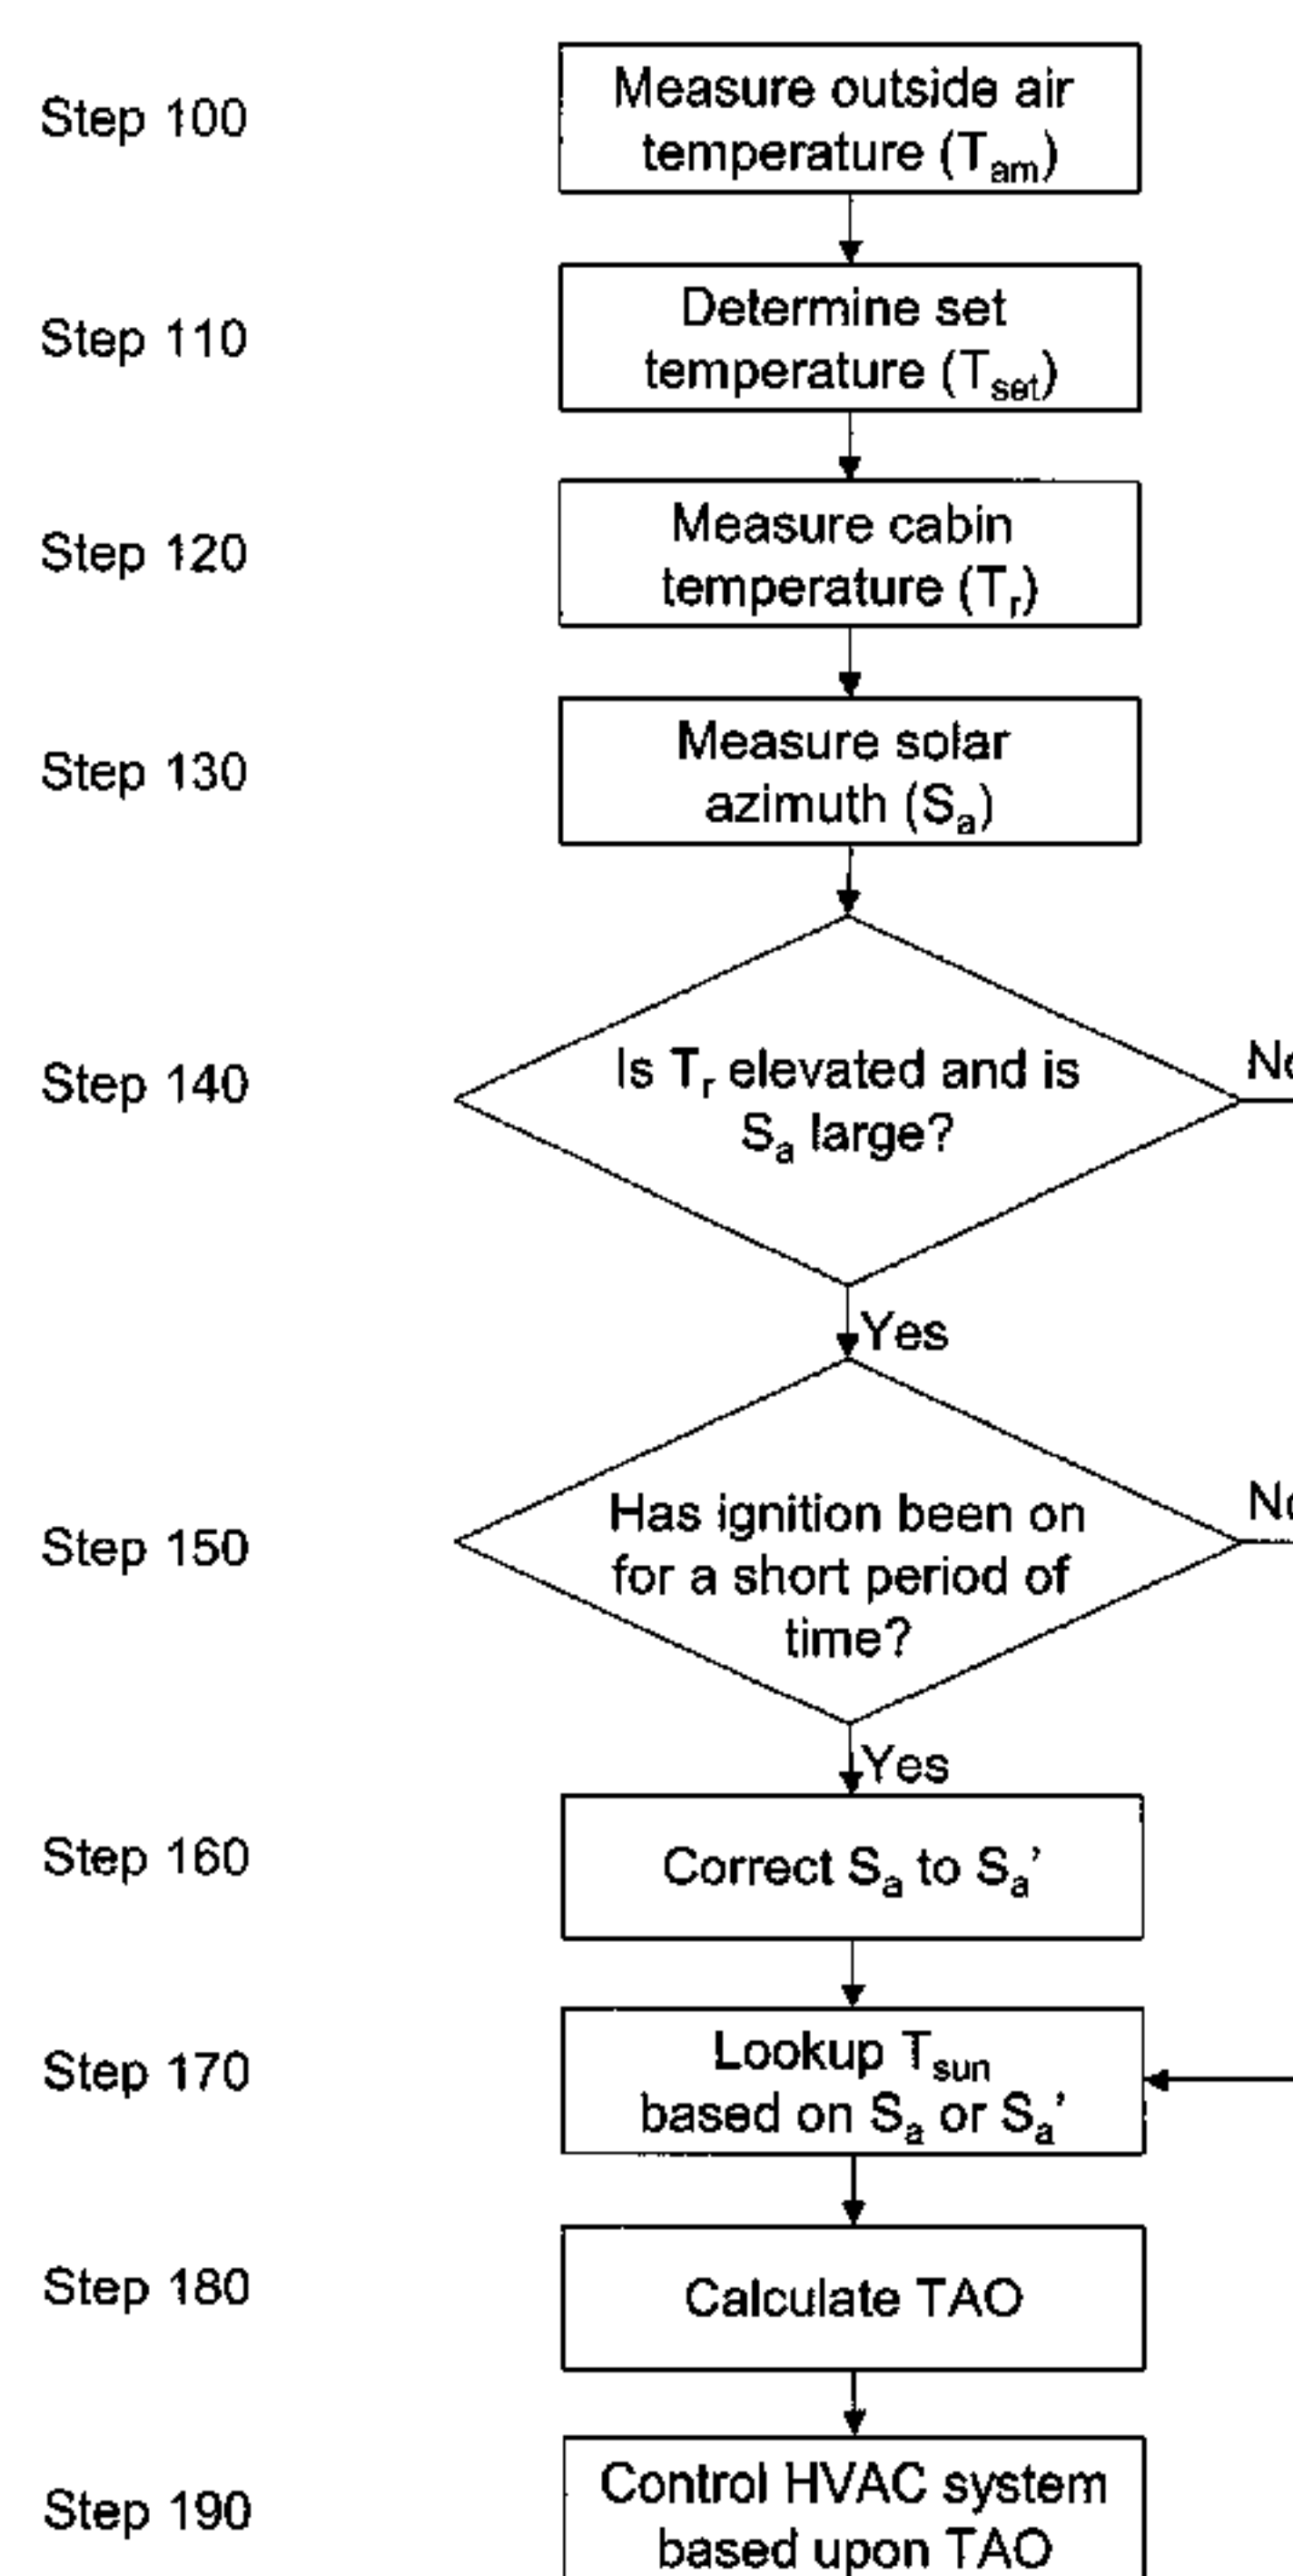 Step 100
Measure outside air
temperature (Tam)
Step 110
Determine set
temperature (Tset)
Step 120
Measure cabin
temperature (Tr)
Step 130
Measure solar
azimuth (Sa)
Step 140
Is Tr elevated and is
Sa large?
No
Yes
Step 150
Has ignition been on
for a short period of
time?
No
Yes
Step 160
Correct Sa to Sa’
Step 170
Lookup Tsun
based on Sa or Sa’
Step 180
Calculate TAO
Step 190
Control HVAC system
based upon TAO